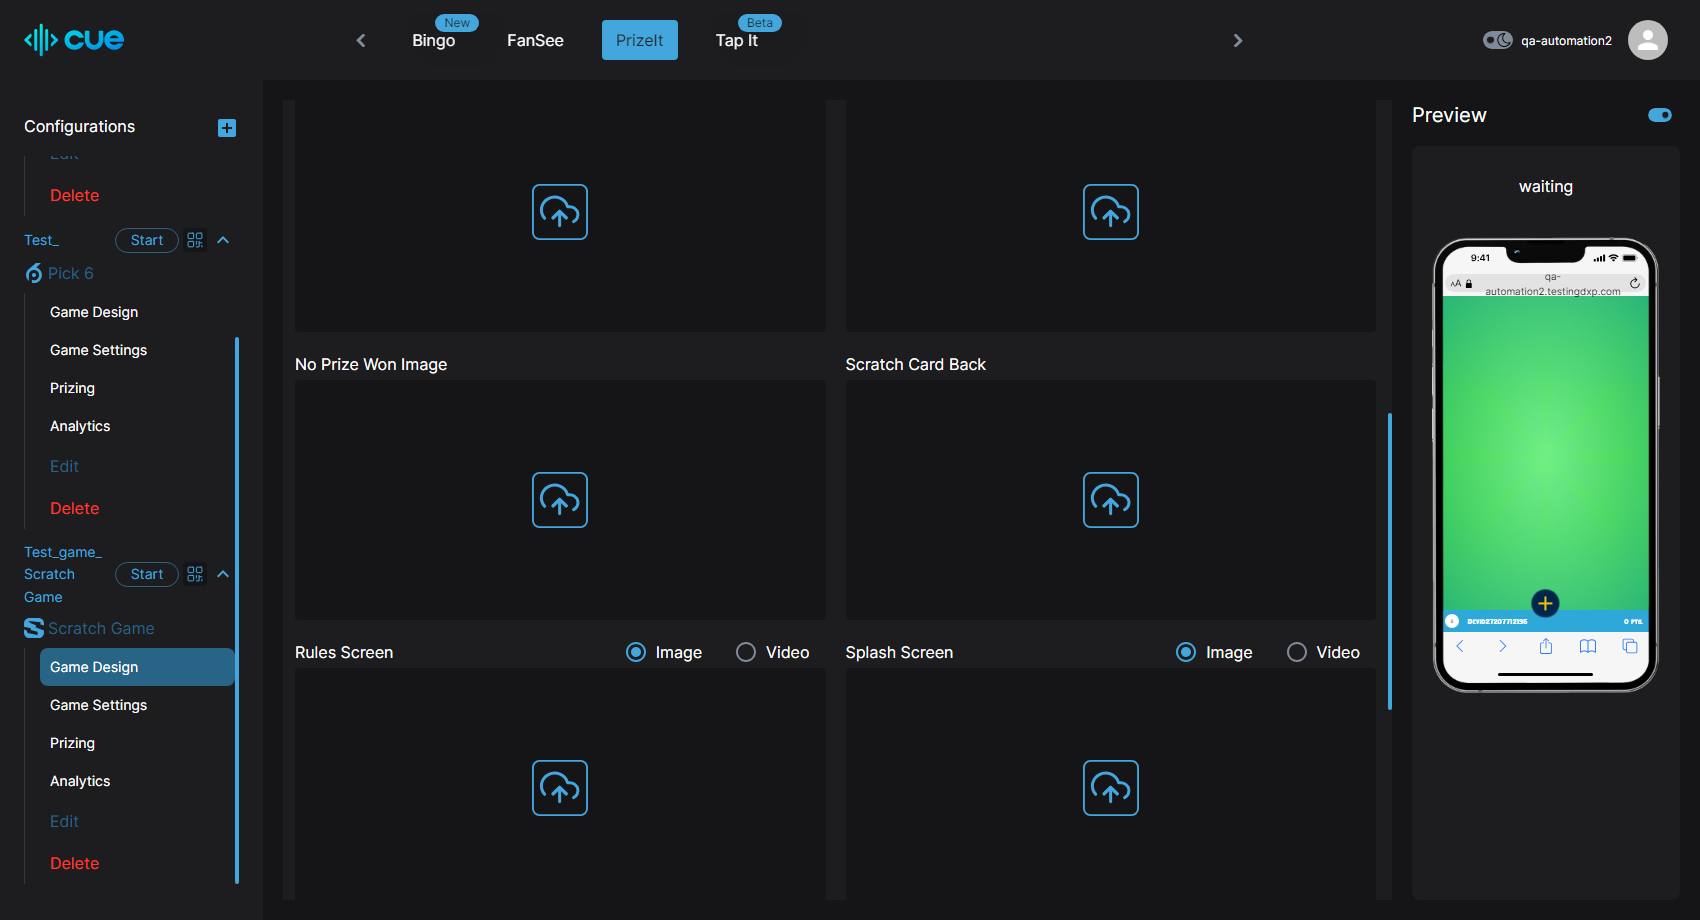 cue
New
Bingo
FanSee
PrizeIt
Beta
Tap It
qa-automation2
Configurations
Edit
Delete
Test_
Start
Pick 6
Game Design
Game Settings
Prizing
Analytics
Edit
Delete
Test_game_
Scratch
Game
Start
Scratch Game
Game Design
Game Settings
Prizing
Analytics
Edit
Delete
No Prize Won Image
Scratch Card Back
Rules Screen
Image
Video
Splash Screen
Image
Video
Preview
waiting
9:41
AA
qa-
automation2.testingdxp.com
0 PTS.